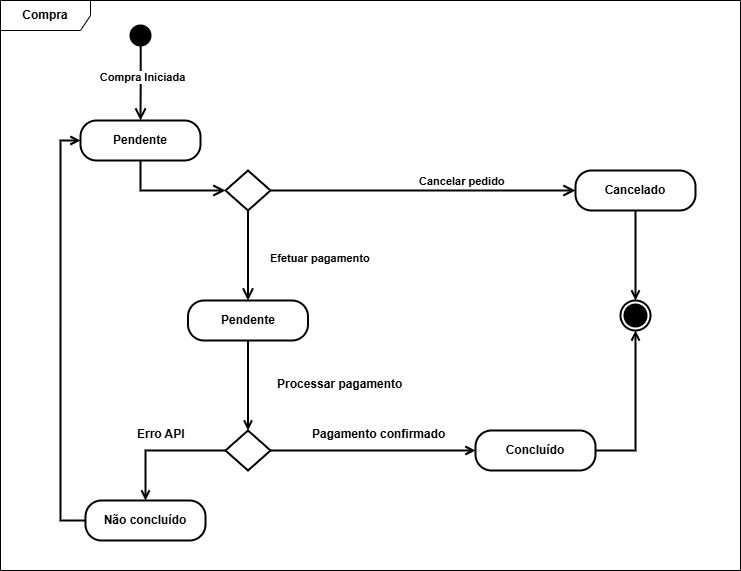 Compra
Compra Iniciada
Pendente
Cancelar pedido
Cancelado
Efetuar pagamento
Pendente
Processar pagamento
Erro API
Pagamento confirmado
Concluído
Não concluído